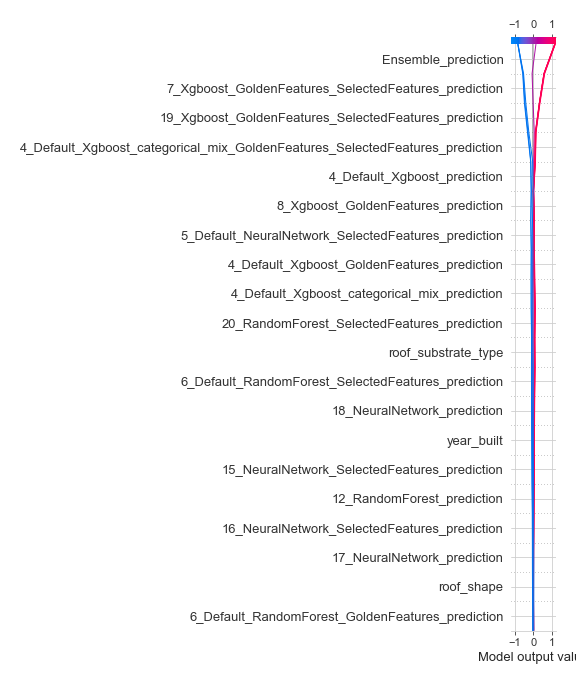 −1 0 1
Ensemble_prediction
7_Xgboost_GoldenFeatures_SelectedFeatures_prediction
19_Xgboost_GoldenFeatures_SelectedFeatures_prediction
4_Default_Xgboost_categorical_mix_GoldenFeatures_SelectedFeatures_prediction
4_Default_Xgboost_prediction
8_Xgboost_GoldenFeatures_prediction
5_Default_NeuralNetwork_SelectedFeatures_prediction
4_Default_Xgboost_GoldenFeatures_prediction
4_Default_Xgboost_categorical_mix_prediction
20_RandomForest_SelectedFeatures_prediction
roof_substrate_type
6_Default_RandomForest_SelectedFeatures_prediction
18_NeuralNetwork_prediction
year_built
15_NeuralNetwork_SelectedFeatures_prediction
12_RandomForest_prediction
16_NeuralNetwork_SelectedFeatures_prediction
17_NeuralNetwork_prediction
roof_shape
6_Default_RandomForest_GoldenFeatures_prediction
−1 0 1
Model output valu